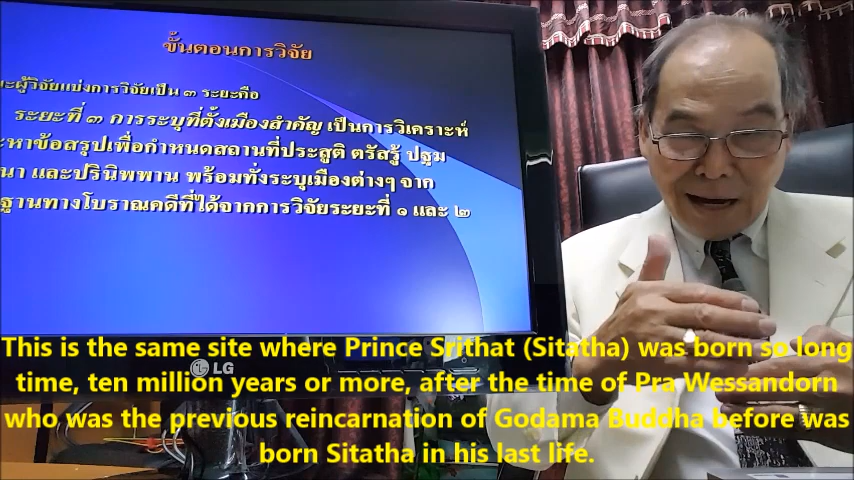 ขั้นตอนการวิจัย
ณะผู้วิจัยแบ่งการวิจัยเป็น ๓ ระยะคือ
ระยะที่ ๓ การระบุที่ตั้งเมืองสำคัญ เป็นการวิเคราะห์
ะหาข้อสรุปเพื่อกำหนดสถานที่ประสูติ ตรัสรู้ ปฐม
นา และปรินิพพาน พร้อมทั้งระบุเมืองต่างๆ จาก
ฐานทางโบราณคดีที่ได้จากการวิจัยระยะที่ ๑ และ ๒
LG
This is the same site where Prince Srithat (Sitatha) was born so long
time, ten million years or more, after the time of Pra Wessandorn
who was the previous reincarnation of Godama Buddha before was
born Sitatha in his last life.